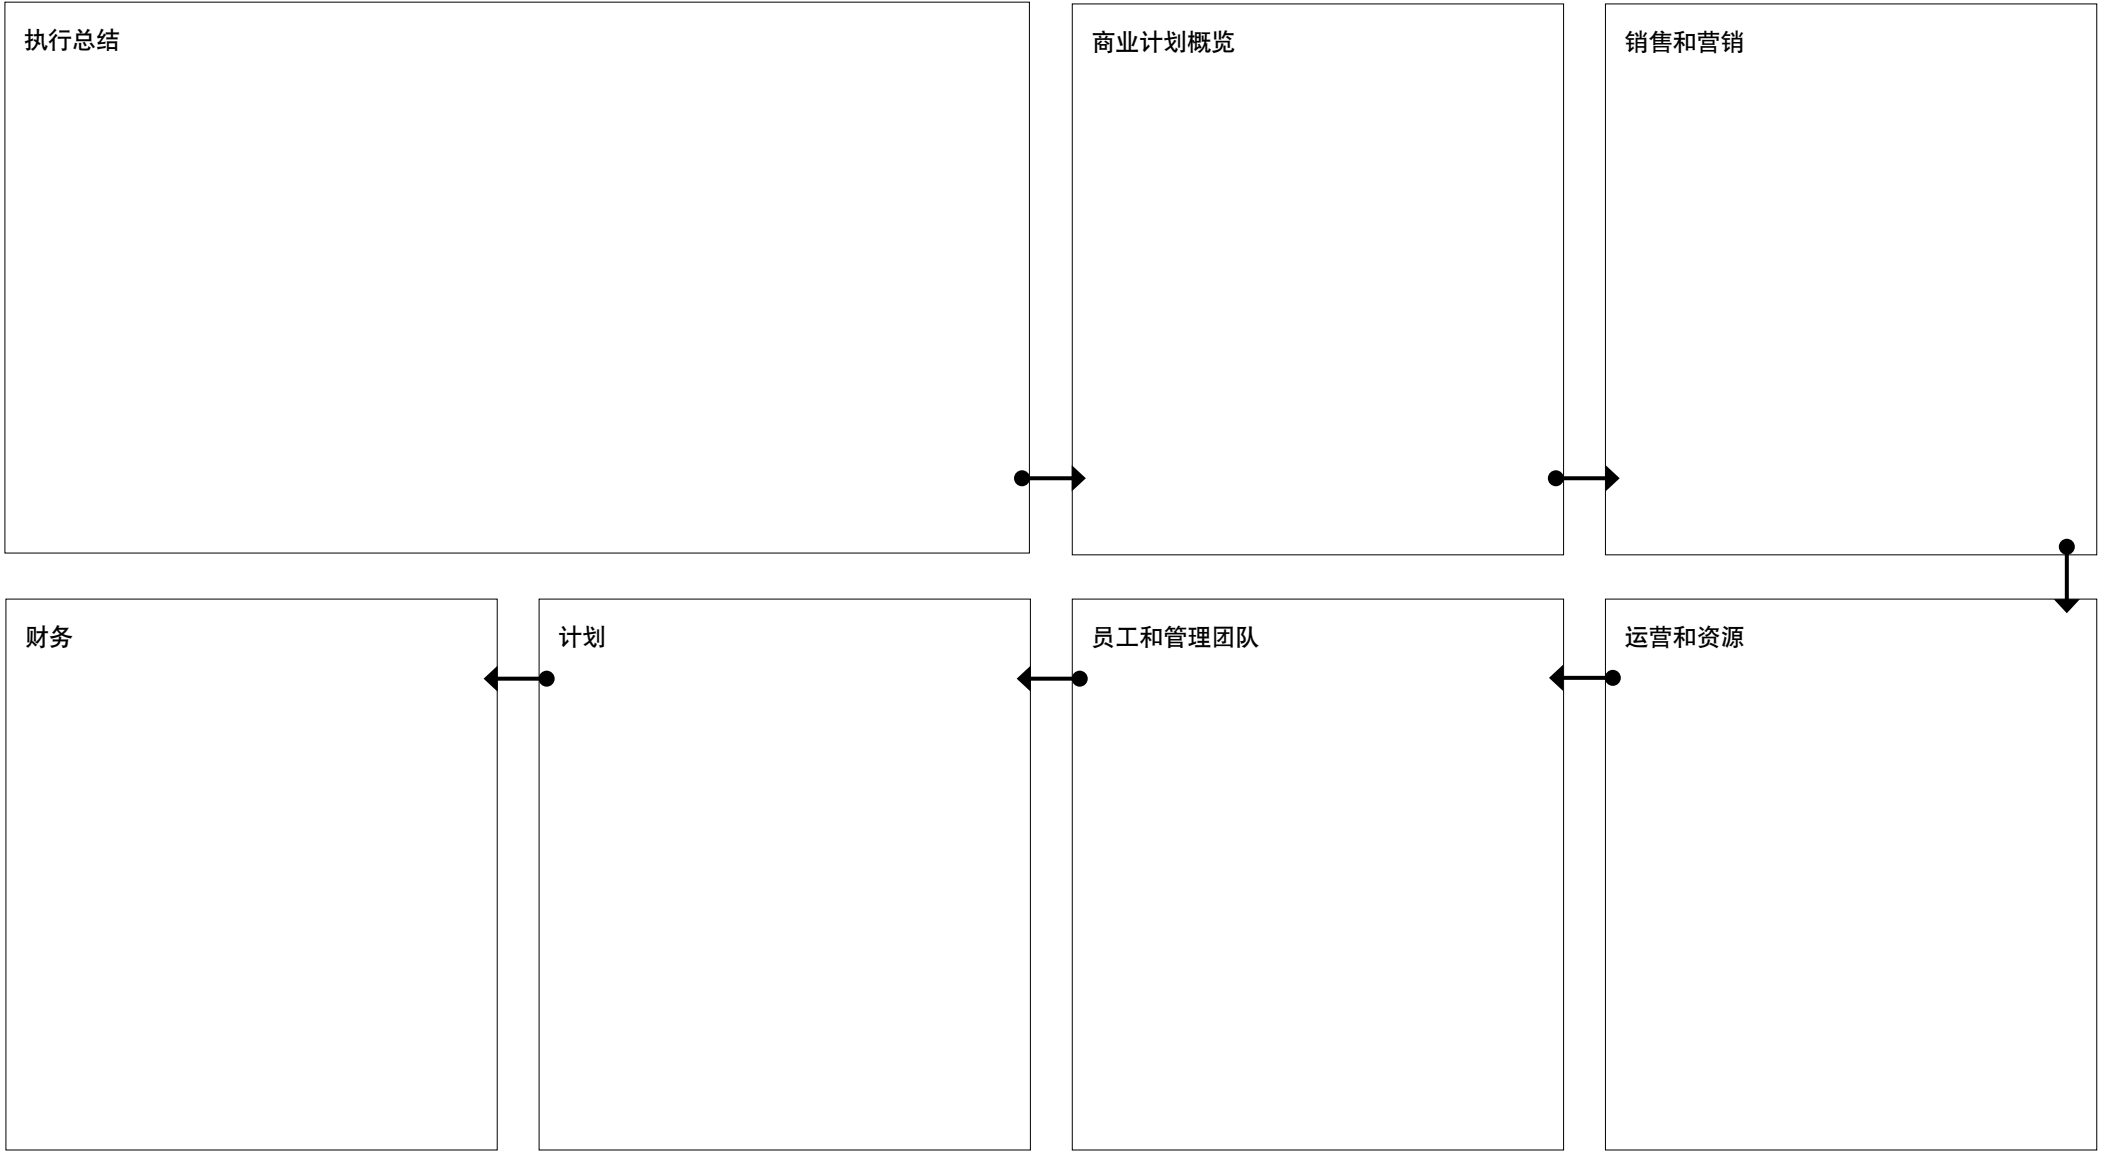 执行总结
商业计划概览
销售和营销
财务
计划
员工和管理团队
运营和资源